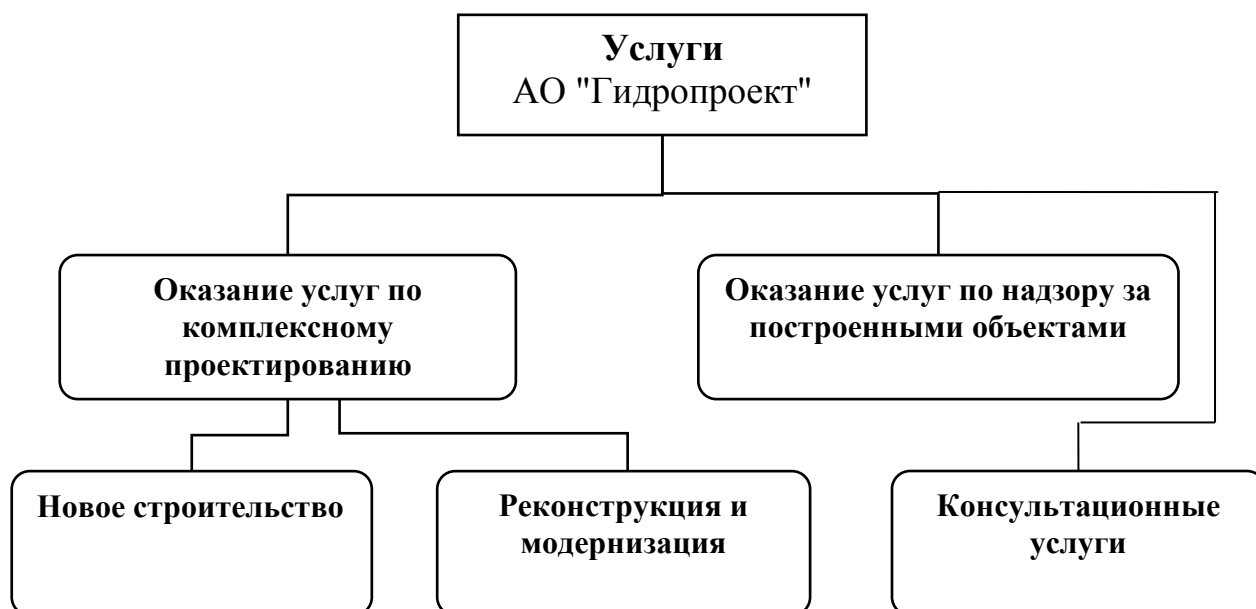 Услуги
АО "Гидропроект"
Оказание услуг по
комплексному
проектированию
Оказание услуг по надзору за
построенными объектами
Новое строительство
Реконструкция и
модернизация
Консультационные
услуги